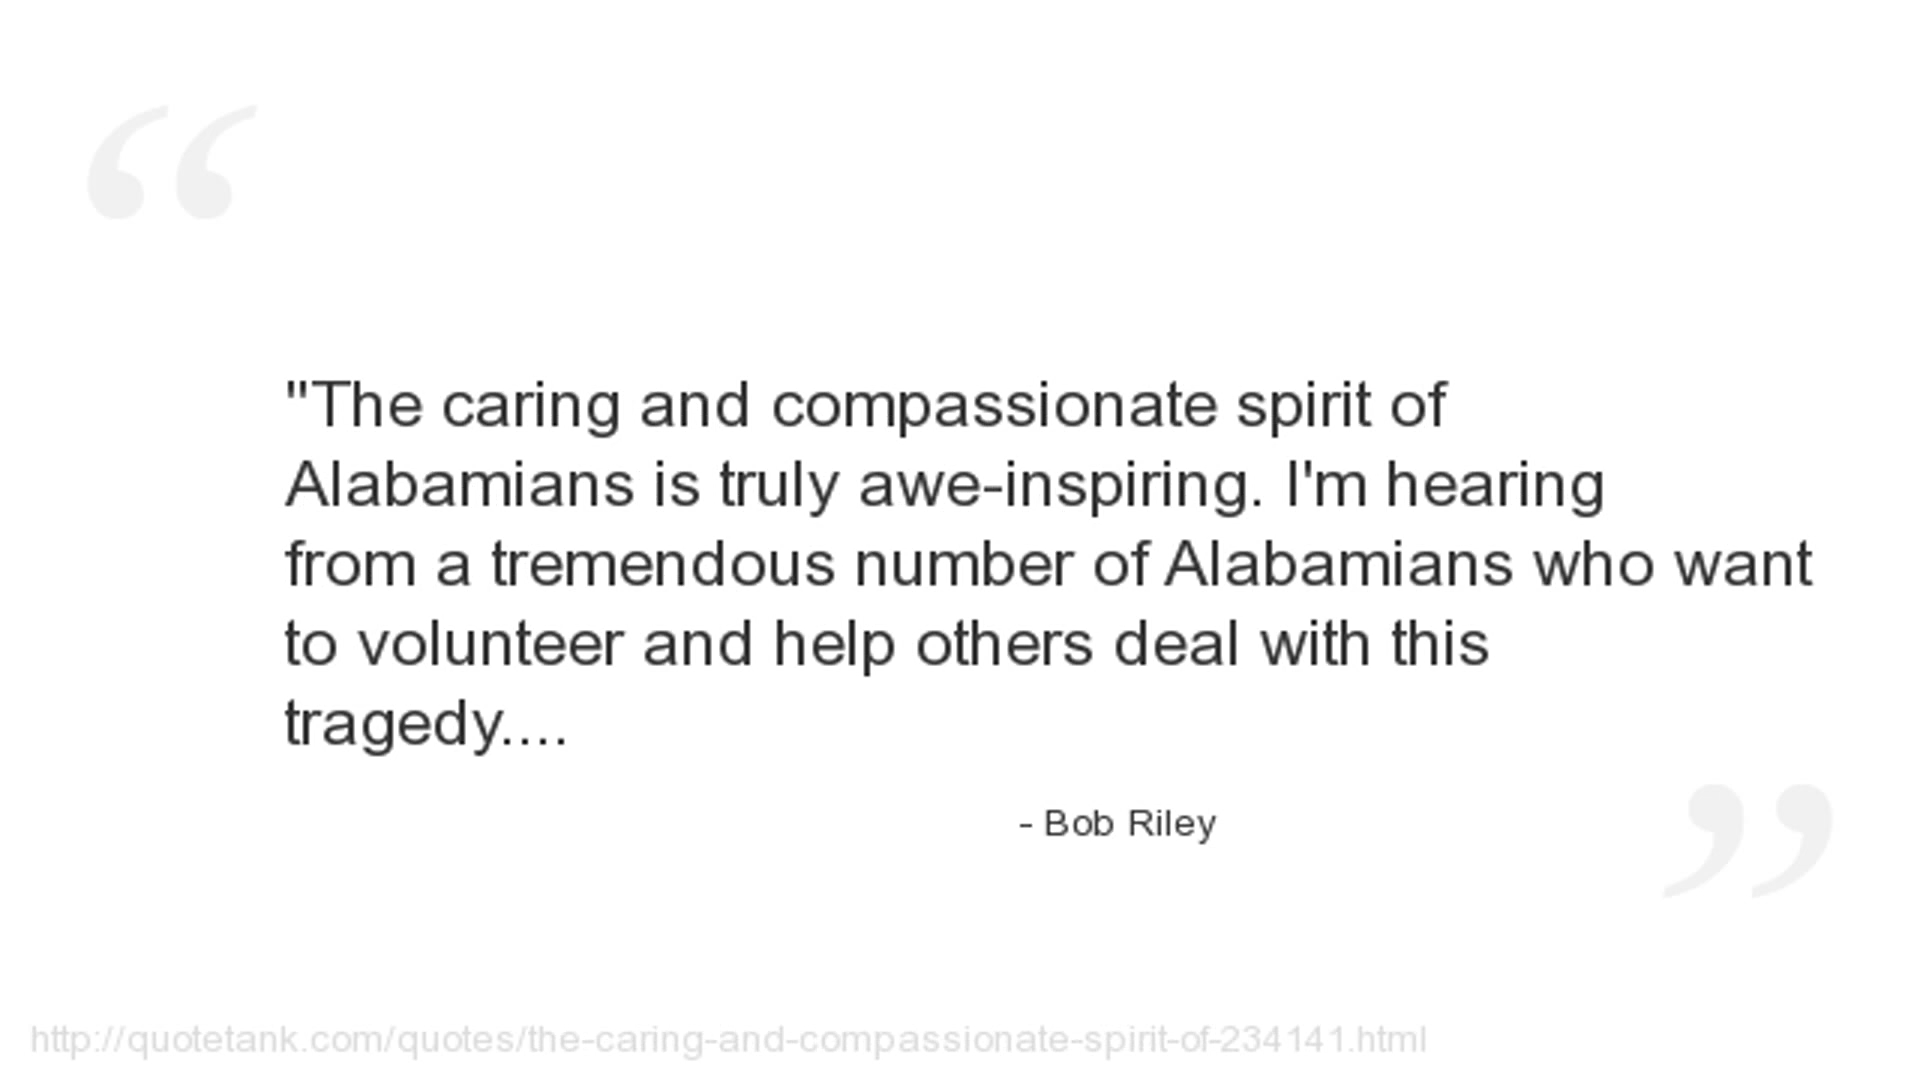 "The caring and compassionate spirit of
Alabamians is truly awe-inspiring. I'm hearing
from a tremendous number of Alabamians who want
to volunteer and help others deal with this
tragedy....
- Bob Riley
http://quotetank.com/quotes/the-caring-and-compassionate-spirit-of-234141.html